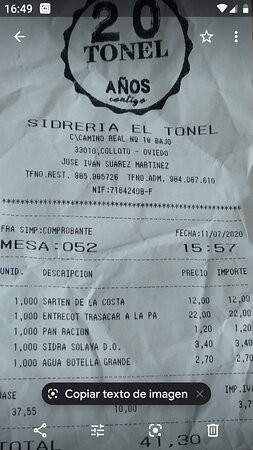 16:49
20
TONEL
AÑOS
contigo
SIDRERIA EL TONEL
C\CAMINO REAL Nº 18 BAJO
33010,COLLOTO - OVIEDO
JOSE IVAN SUAREZ MARTINEZ
TFNO.REST. 985.985726 TFNO.ADM. 984.087.610
NIF:71642408-F
FRA SIMP:COMPROBANTE FECHA:11/07/2020
MESA:052 15:57
UNID. DESCRIPCION PRECIO IMPORTE
1,000 SARTEN DE LA COSTA 12,00 12,00
1,000 ENTRECOT TRASACAR A LA PA 22,00 22,00
1,000 PAN RACION 1,20 1,20
1,000 SIDRA SOLAYA D.O. 3,40 3,40
1,000 AGUA BOTELLA GRANDE 2,70 2,70
BASE IMP.IV
Copiar texto de imagen
37,55 10,00
TOTAL 41,30